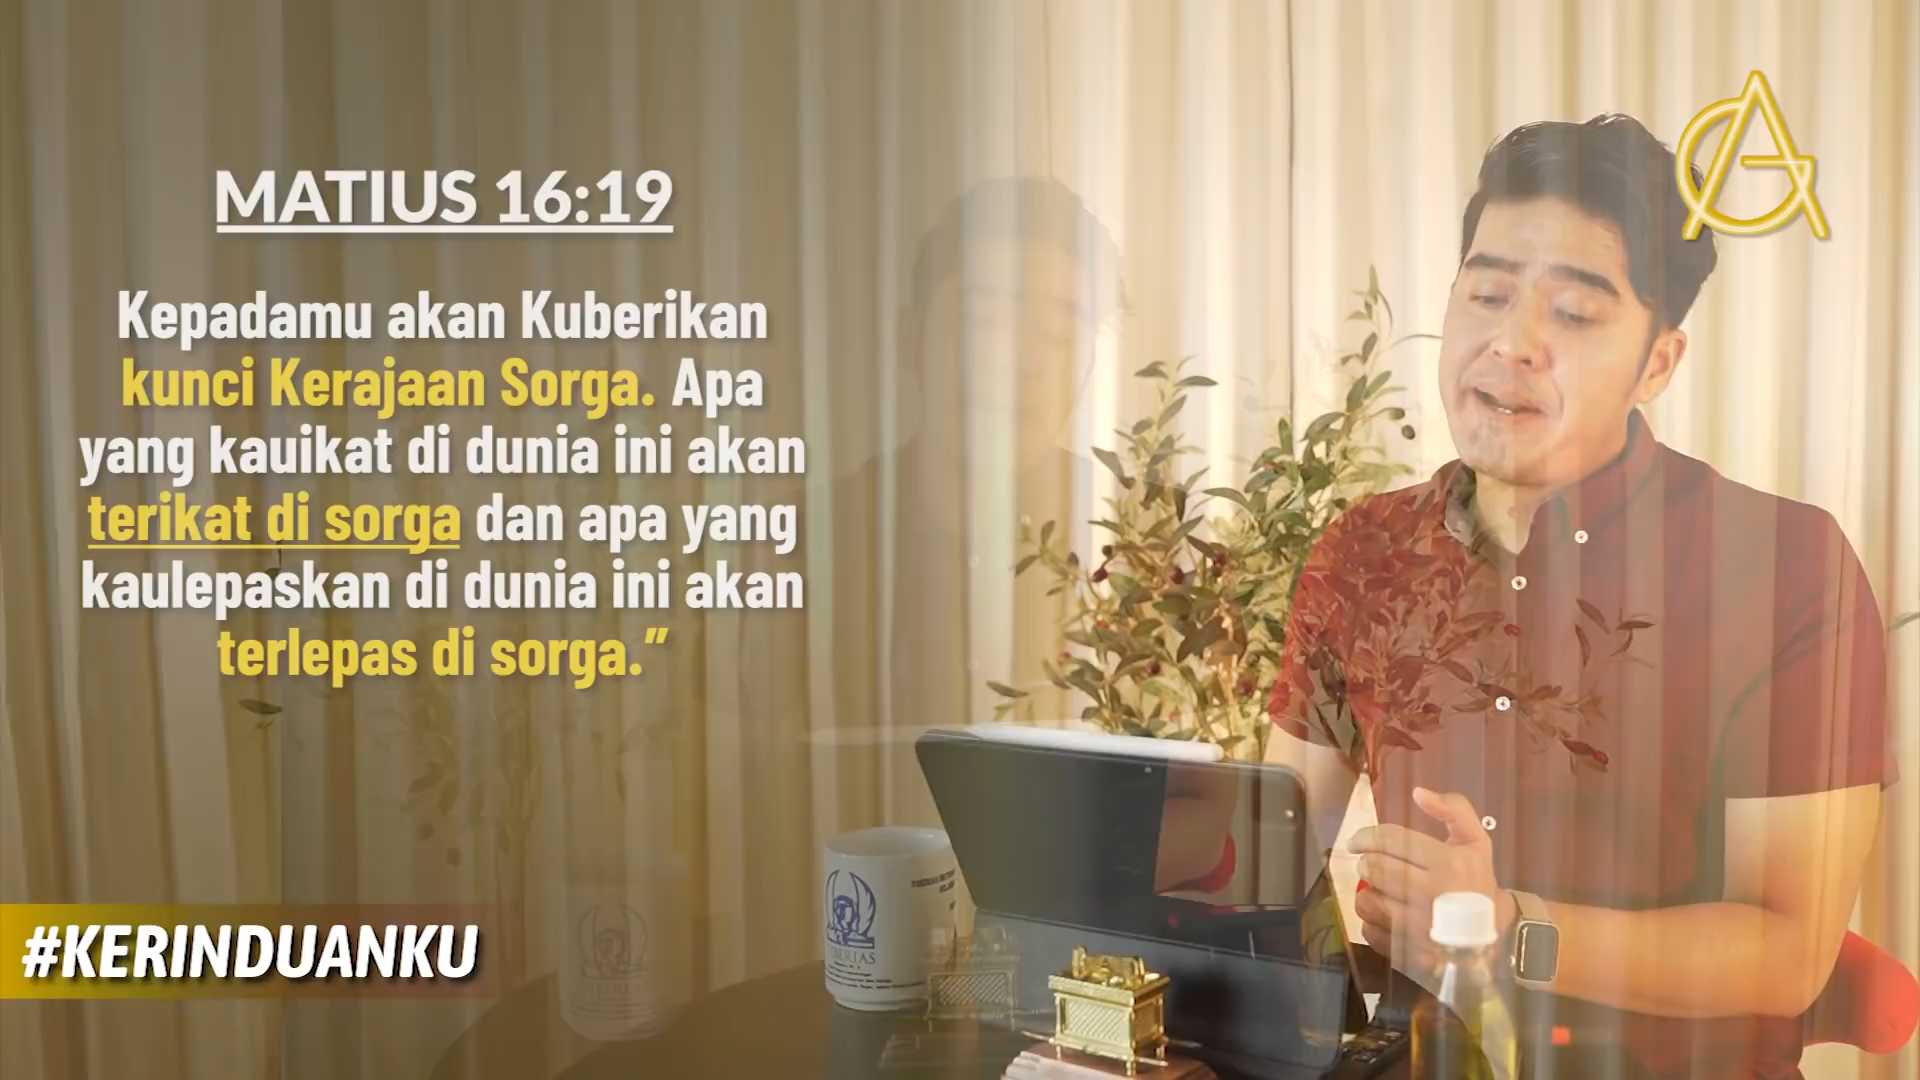 MATIUS 16:19
Kepadamu akan Kuberikan
kunci Kerajaan Sorga. Apa
yang kauikat di dunia ini akan
terikat di sorga dan apa yang
kaulepaskan di dunia ini akan
terlepas di sorga.”
#KERINDUANKU